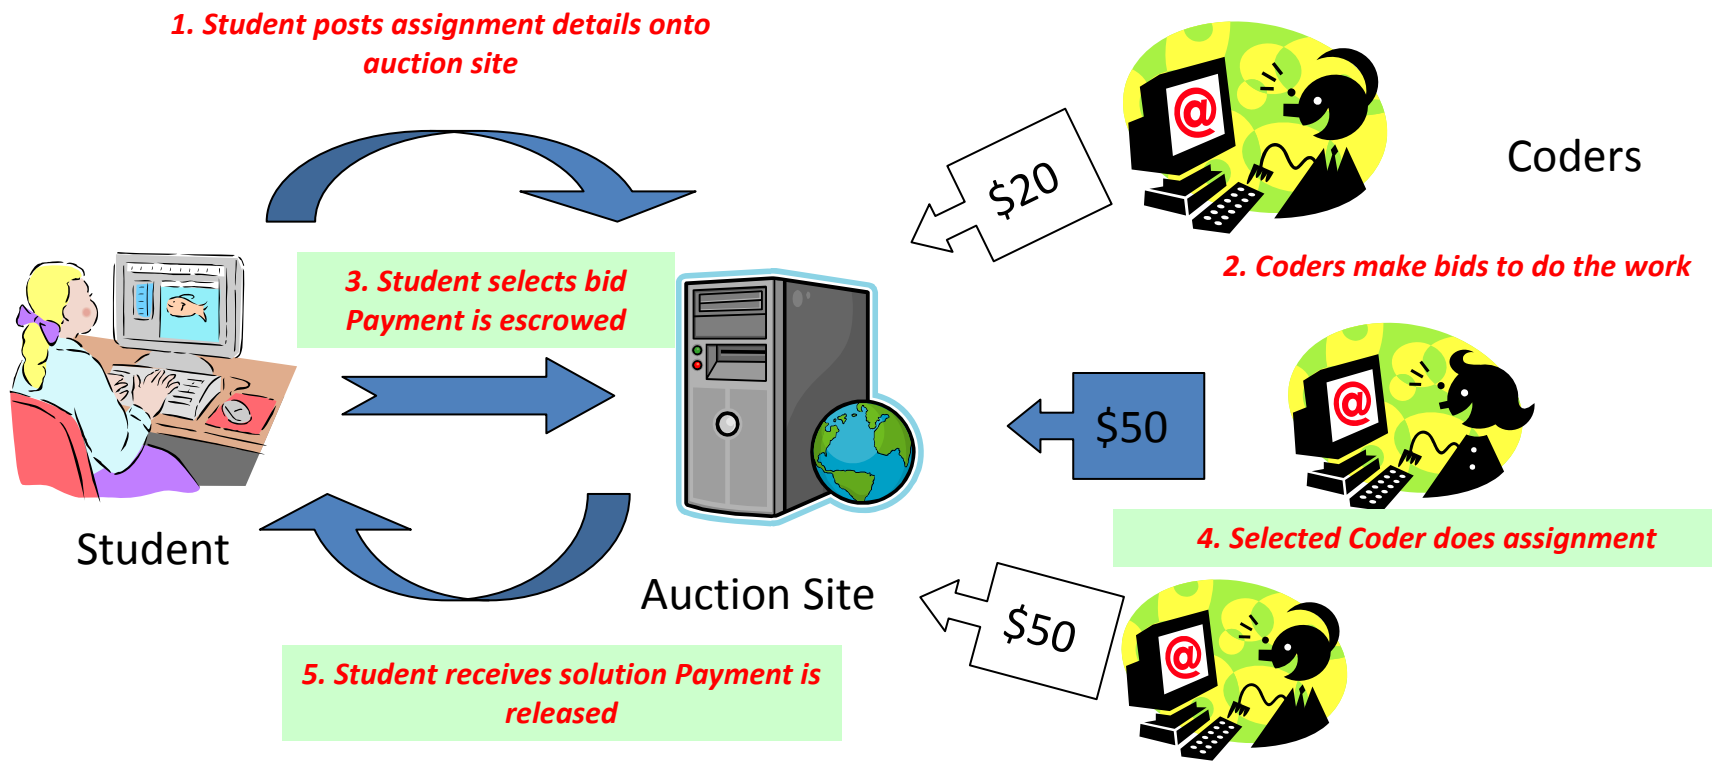 1. Student posts assignment details onto
auction site
@
$20
Coders
2. Coders make bids to do the work
3. Student selects bid
Payment is escrowed
@
$50
4. Selected Coder does assignment
Student
Auction Site
$50
@
5. Student receives solution Payment is
released